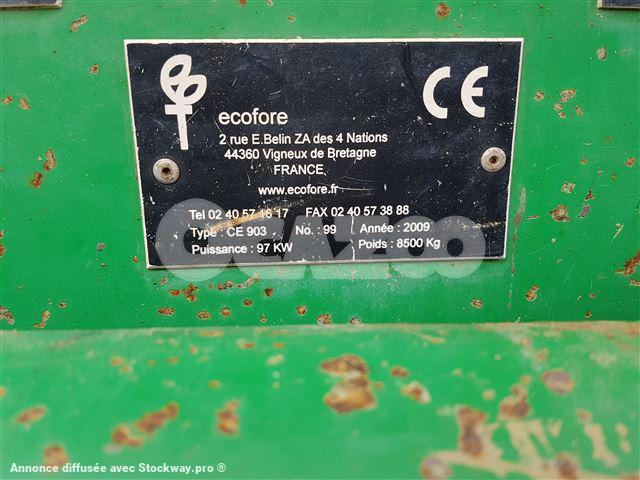 ecofore
CE
2 rue E.Belin ZA des 4 Nations
44360 Vigneux de Bretagne
FRANCE
www.ecofore.fr
Tel 02 40 57 16 17 FAX 02 40 57 38 88
Type : CE 903 No. : 99 Année : 2009
Puissance : 97 KW Poids : 8500 Kg
OCAZOO
Annonce diffusée avec Stockway.pro ®